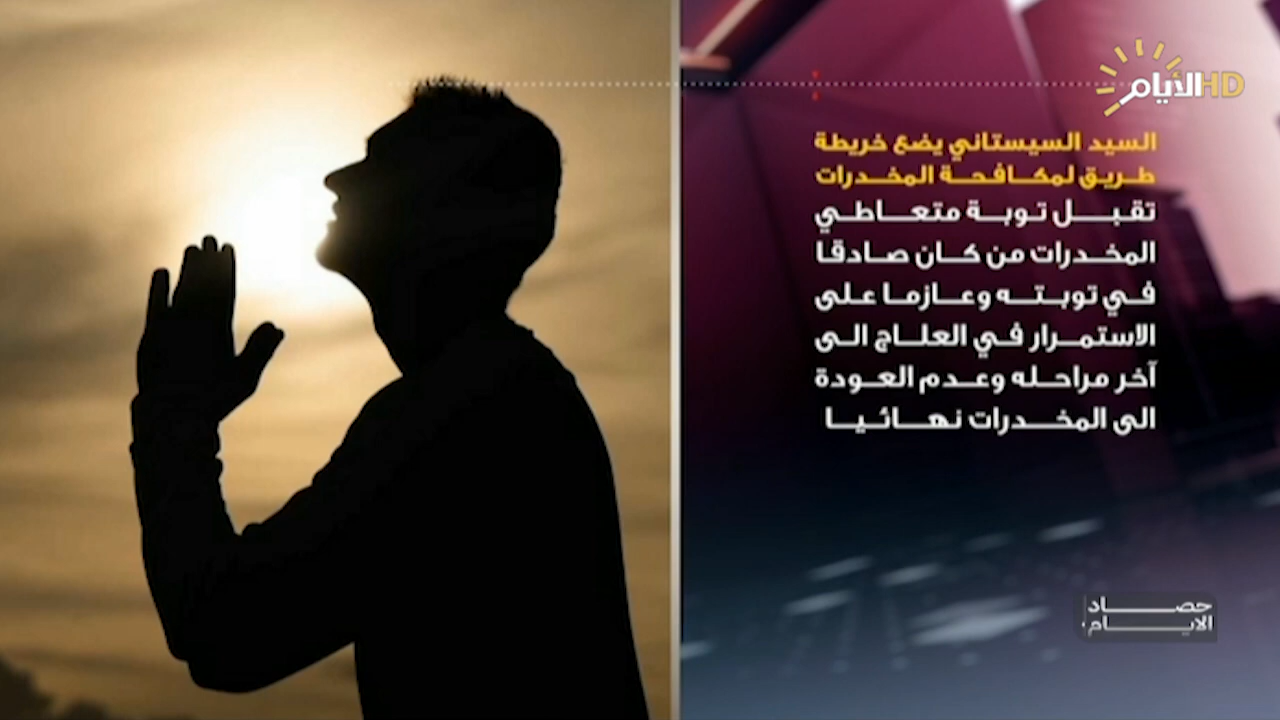 الأيام HD
السيد السيستاني يضع خريطة
طريق لمكافحة المخدرات
تقبل توبة متعاطي
المخدرات من كان صادقا
في توبته وعازما على
الاستمرار في العلاج الى
آخر مراحله وعدم العودة
الى المخدرات نهائيا
حصاد
الايام